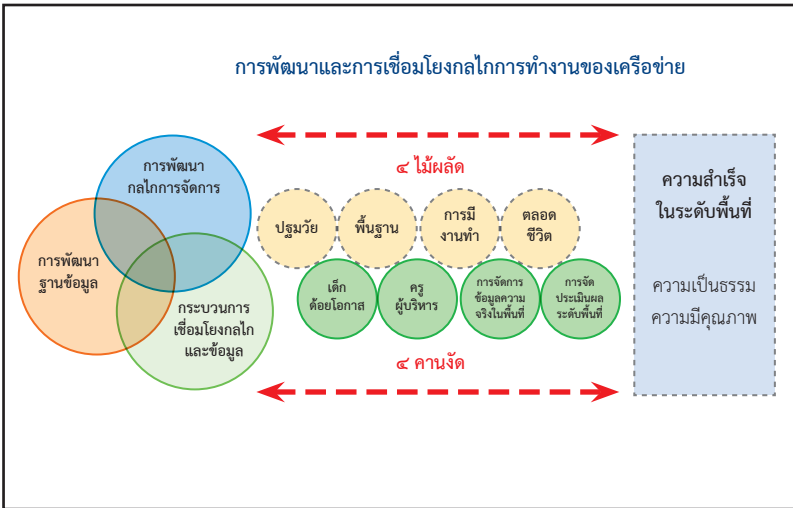 การพัฒนาและการเชื่อมโยงกลไกการทำงานของเครือข่าย
การพัฒนา
กลไกการจัดการ
การพัฒนา
ฐานข้อมูล
กระบวนการ
เชื่อมโยงกลไก
และข้อมูล
๔ ไม้ผลัด
ปฐมวัย
พื้นฐาน
การมี
งานทำ
ตลอด
ชีวิต
เด็ก
ด้อยโอกาส
ครู
ผู้บริหาร
การจัดการ
ข้อมูลความ
จริงในพื้นที่
การจัด
ประเมินผล
ระดับพื้นที่
๔ คานงัด
ความสำเร็จ
ในระดับพื้นที่
ความเป็นธรรม
ความมีคุณภาพ